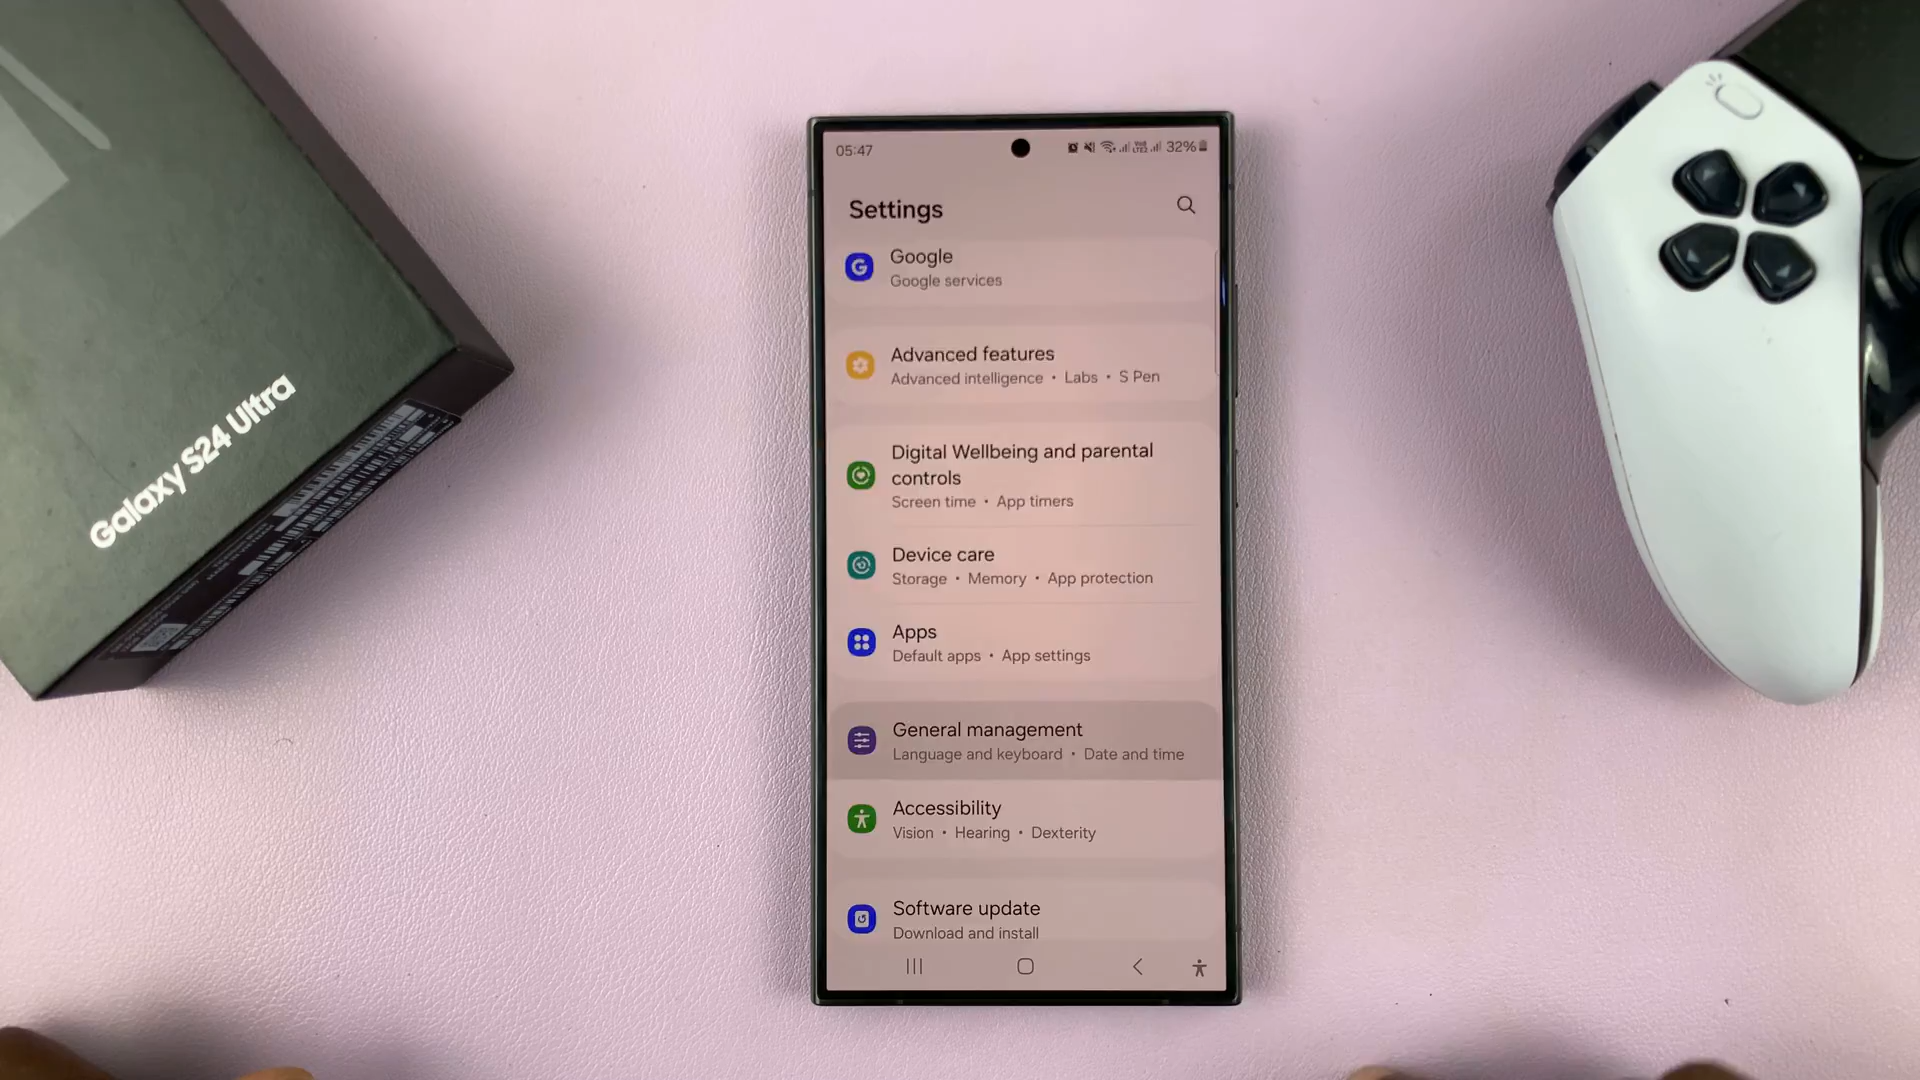 Galaxy S24 Ultra
05:47
32%
Settings
Google
Google services
Advanced features
Advanced intelligence • Labs • S Pen
Digital Wellbeing and parental
controls
Screen time • App timers
Device care
Storage • Memory • App protection
Apps
Default apps • App settings
General management
Language and keyboard • Date and time
Accessibility
Vision • Hearing • Dexterity
Software update
Download and install